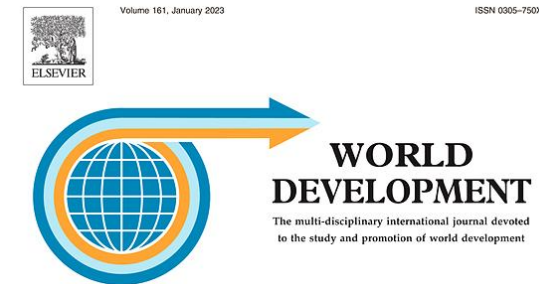 Volume 161, January 2023
ISSN 0305–750X
ELSEVIER
WORLD
DEVELOPMENT
The multi-disciplinary international journal devoted
to the study and promotion of world development